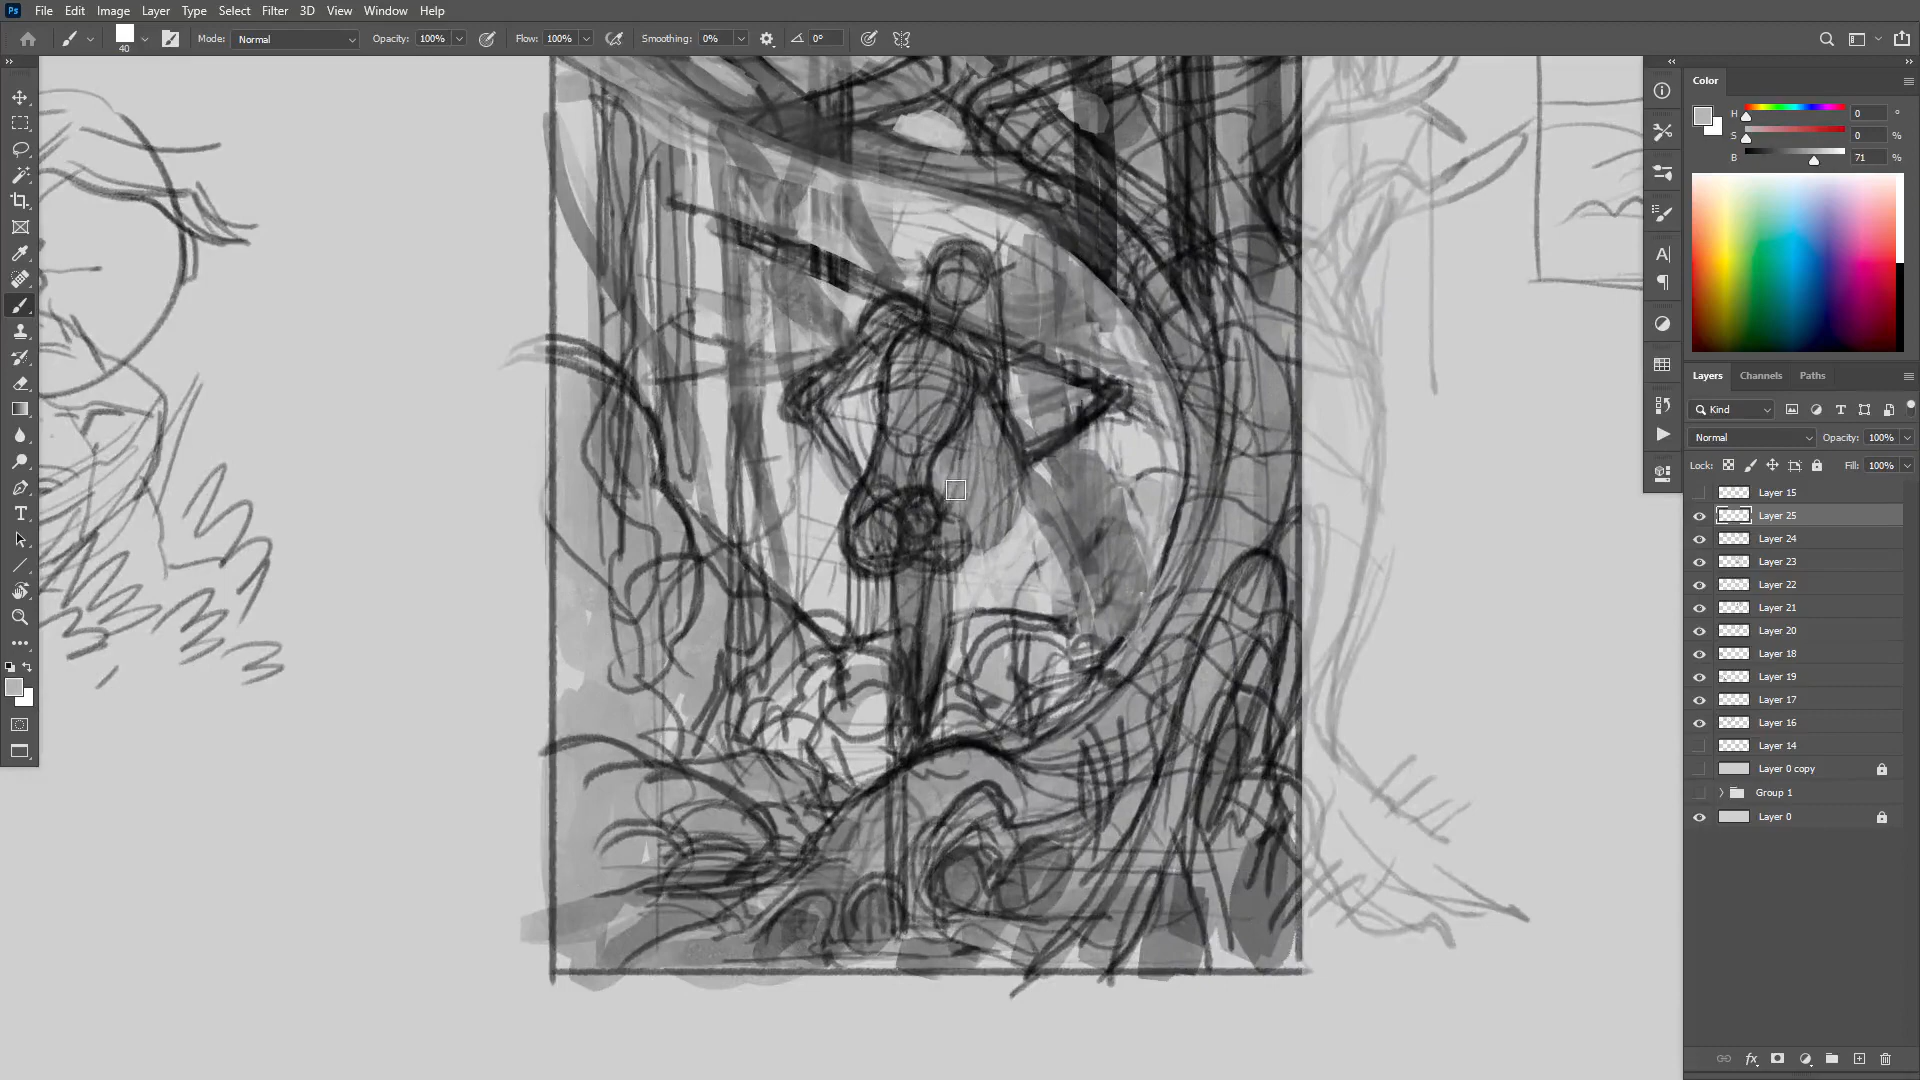 Ps File Edit Image Layer Type Select Filter 3D View Window Help
40 Mode: Normal Opacity: 100% Flow: 100% Smoothing: 0% 0°
Color
H 0 °
S 0 %
B 71 %
Layers Channels Paths
Kind
Normal Opacity: 100%
Lock: Fill: 100%
Layer 15
Layer 25
Layer 24
Layer 23
Layer 22
Layer 21
Layer 20
Layer 18
Layer 19
Layer 17
Layer 16
Layer 14
Layer 0 copy
Group 1
Layer 0